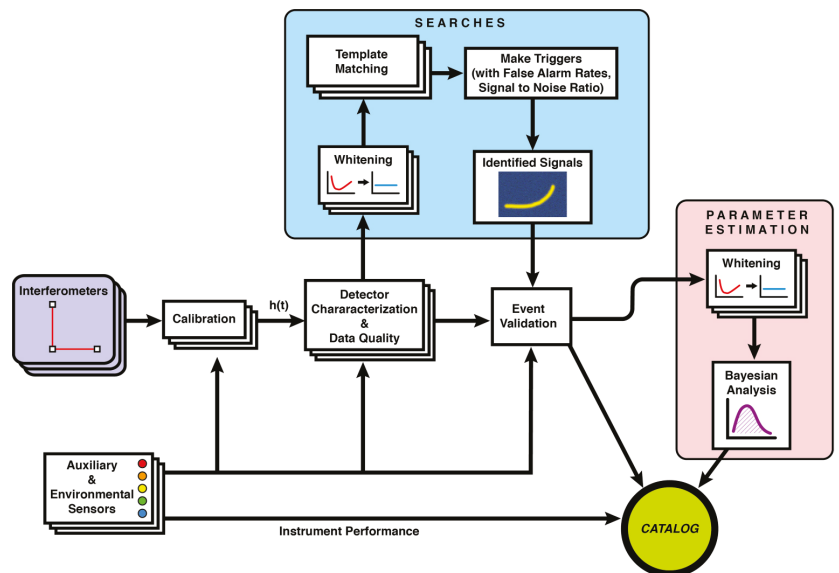 SEARCHES
Template
Matching
Make Triggers
(with False Alarm Rates,
Signal to Noise Ratio)
Whitening
Identified Signals
PARAMETER
ESTIMATION
Whitening
Interferometers
Calibration
h(t)
Detector
Chararacterization
&
Data Quality
Event
Validation
Bayesian
Analysis
Auxiliary
&
Environmental
Sensors
Instrument Performance
CATALOG